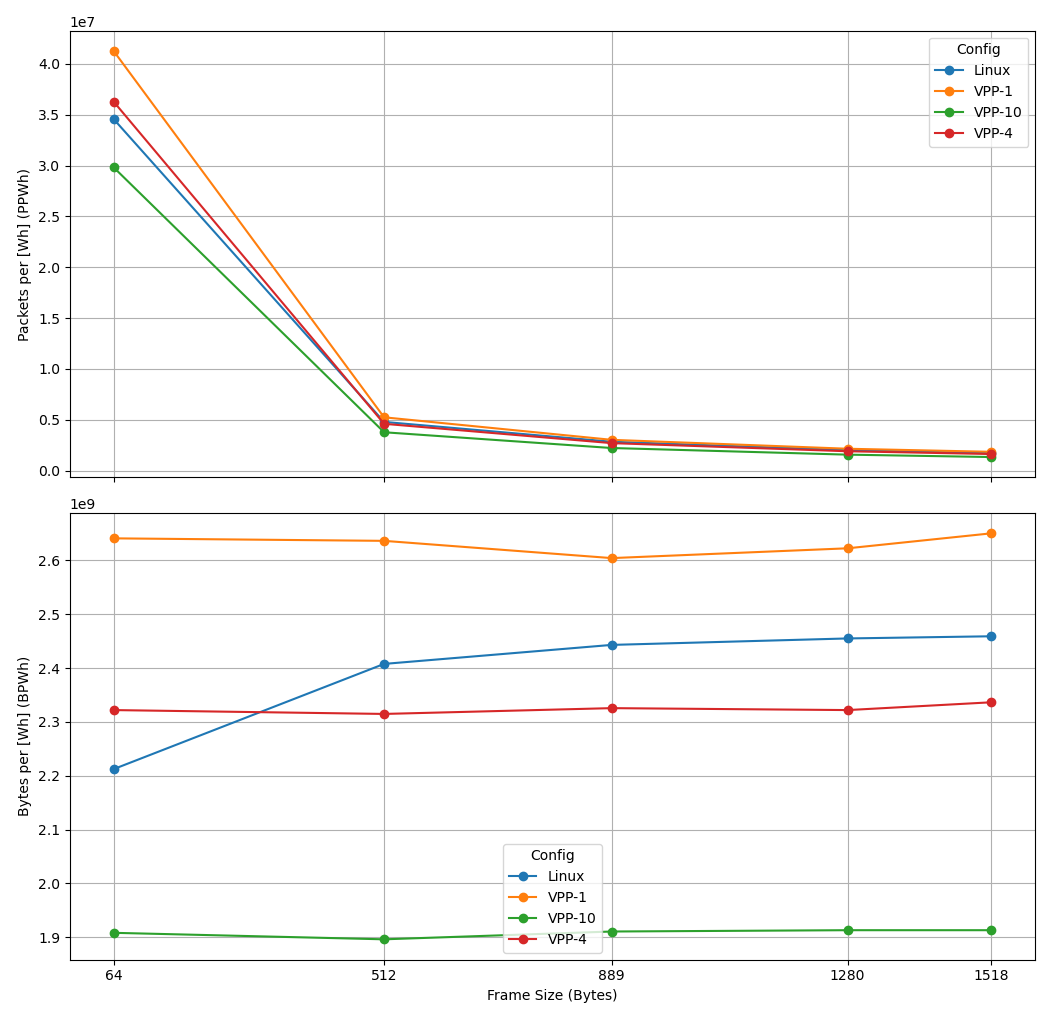 1e7
Packets per [Wh] (PPWh)
4.0
3.5
3.0
2.5
2.0
1.5
1.0
0.5
0.0
Config
Linux
VPP-1
VPP-10
VPP-4
1e9
Bytes per [Wh] (BPWh)
2.6
2.5
2.4
2.3
2.2
2.1
2.0
1.9
Config
Linux
VPP-1
VPP-10
VPP-4
64 512 889 1280 1518
Frame Size (Bytes)